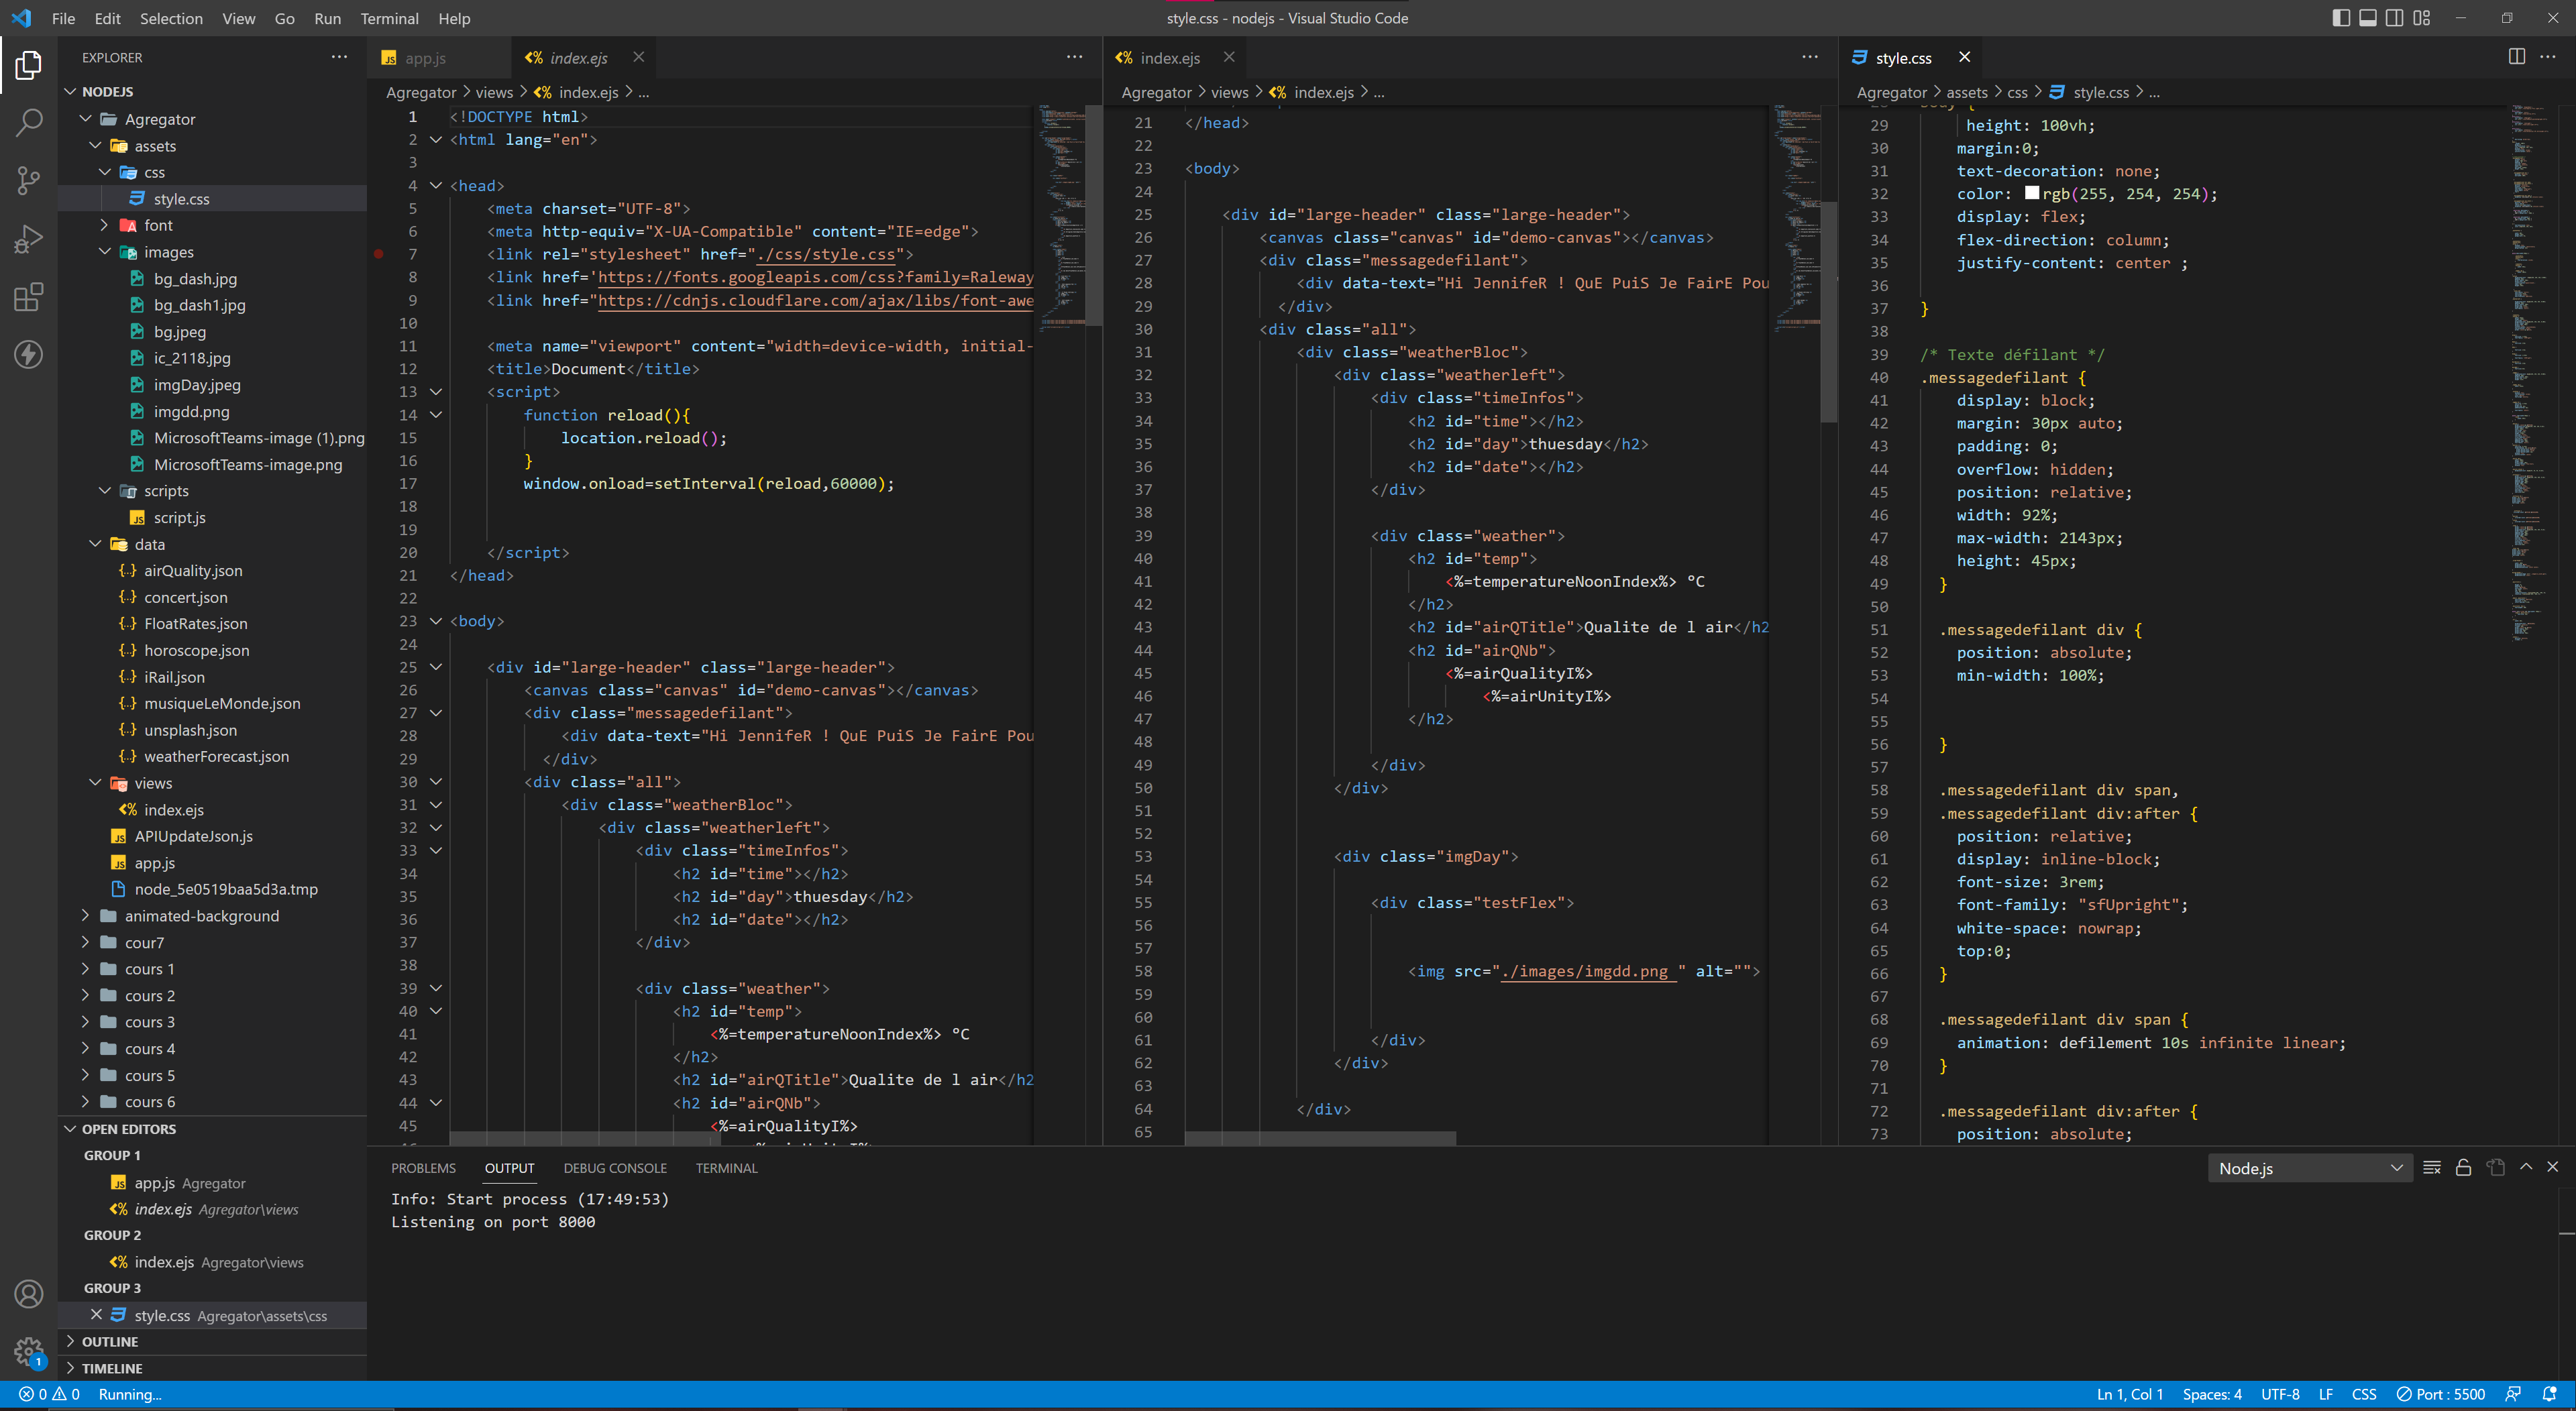 File Edit Selection View Go Run Terminal Help
style.css - nodejs - Visual Studio Code
EXPLORER
NODEJS
Agregator
assets
css
style.css
font
images
bg_dash.jpg
bg_dash1.jpg
bg.jpeg
ic_2118.jpg
imgDay.jpeg
imgdd.png
MicrosoftTeams-image (1).png
MicrosoftTeams-image.png
scripts
script.js
data
airQuality.json
concert.json
FloatRates.json
horoscope.json
iRail.json
musiqueLeMonde.json
unsplash.json
weatherForecast.json
views
index.ejs
APIUpdateJson.js
app.js
node_5e0519baa5d3a.tmp
animated-background
cour7
cours 1
cours 2
cours 3
cours 4
cours 5
cours 6
OPEN EDITORS
GROUP 1
app.js Agregator
index.ejs Agregator\views
GROUP 2
index.ejs Agregator\views
GROUP 3
style.css Agregator\assets\css
OUTLINE
TIMELINE
app.js index.ejs
Agregator > views > index.ejs > ...
1 <!DOCTYPE html>
2 <html lang="en">
3
4 <head>
5 <meta charset="UTF-8">
6 <meta http-equiv="X-UA-Compatible" content="IE=edge">
7 <link rel="stylesheet" href="./css/style.css">
8 <link href='https://fonts.googleapis.com/css?family=Raleway
9 <link href="https://cdnjs.cloudflare.com/ajax/libs/font-awe
10
11 <meta name="viewport" content="width=device-width, initial-
12 <title>Document</title>
13 <script>
14 function reload(){
15 location.reload();
16 }
17 window.onload=setInterval(reload,60000);
18
19
20 </script>
21 </head>
22
23 <body>
24
25 <div id="large-header" class="large-header">
26 <canvas class="canvas" id="demo-canvas"></canvas>
27 <div class="messagedefilant">
28 <div data-text="Hi JennifeR ! QuE PuiS Je FairE Pou
29 </div>
30 <div class="all">
31 <div class="weatherBloc">
32 <div class="weatherleft">
33 <div class="timeInfos">
34 <h2 id="time"></h2>
35 <h2 id="day">thuesday</h2>
36 <h2 id="date"></h2>
37 </div>
38
39 <div class="weather">
40 <h2 id="temp">
41 <%=temperatureNoonIndex%> °C
42 </h2>
43 <h2 id="airQTitle">Qualite de l air</h2
44 <h2 id="airQNb">
45 <%=airQualityI%>
index.ejs
Agregator > views > index.ejs > ...
21 </head>
22
23 <body>
24
25 <div id="large-header" class="large-header">
26 <canvas class="canvas" id="demo-canvas"></canvas>
27 <div class="messagedefilant">
28 <div data-text="Hi JennifeR ! QuE PuiS Je FairE Pou
29 </div>
30 <div class="all">
31 <div class="weatherBloc">
32 <div class="weatherleft">
33 <div class="timeInfos">
34 <h2 id="time"></h2>
35 <h2 id="day">thuesday</h2>
36 <h2 id="date"></h2>
37 </div>
38
39 <div class="weather">
40 <h2 id="temp">
41 <%=temperatureNoonIndex%> °C
42 </h2>
43 <h2 id="airQTitle">Qualite de l air</h2
44 <h2 id="airQNb">
45 <%=airQualityI%>
46 <%=airUnityI%>
47 </h2>
48
49 </div>
50 </div>
51
52
53 <div class="imgDay">
54
55 <div class="testFlex">
56
57
58 <img src="./images/imgdd.png " alt="">
59
60
61 </div>
62 </div>
63
64 </div>
65
style.css
Agregator > assets > css > style.css > ...
29 height: 100vh;
30 margin:0;
31 text-decoration: none;
32 color: rgb(255, 254, 254);
33 display: flex;
34 flex-direction: column;
35 justify-content: center ;
36
37 }
38
39 /* Texte défilant */
40 .messagedefilant {
41 display: block;
42 margin: 30px auto;
43 padding: 0;
44 overflow: hidden;
45 position: relative;
46 width: 92%;
47 max-width: 2143px;
48 height: 45px;
49 }
50
51 .messagedefilant div {
52 position: absolute;
53 min-width: 100%;
54
55
56 }
57
58 .messagedefilant div span,
59 .messagedefilant div:after {
60 position: relative;
61 display: inline-block;
62 font-size: 3rem;
63 font-family: "sfUpright";
64 white-space: nowrap;
65 top:0;
66 }
67
68 .messagedefilant div span {
69 animation: defilement 10s infinite linear;
70 }
71
72 .messagedefilant div:after {
73 position: absolute;
PROBLEMS OUTPUT DEBUG CONSOLE TERMINAL
Node.js
Info: Start process (17:49:53)
Listening on port 8000
1
0 0 Running...
Ln 1, Col 1 Spaces: 4 UTF-8 LF CSS Port : 5500